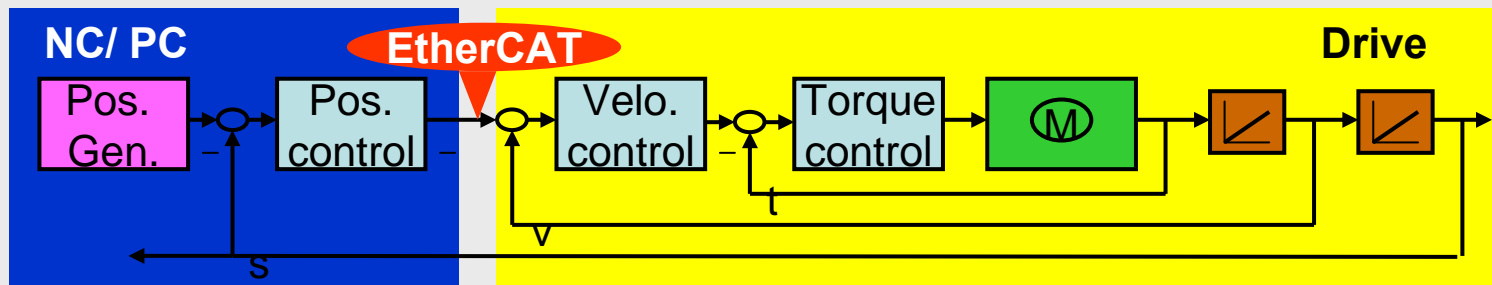 NC/ PC
EtherCAT
Drive
Pos.
Gen.
Pos.
control
Velo.
control
Torque
control
M
–
–
–
t
v
s